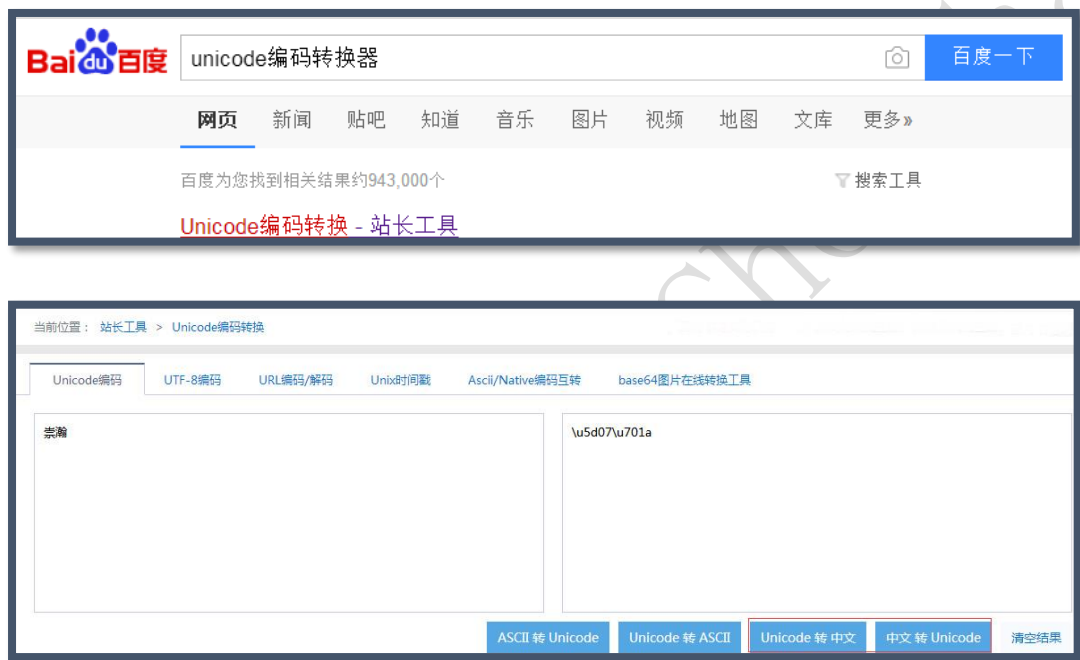 Bai du 百度 unicode编码转换器 百度一下
网页 新闻 贴吧 知道 音乐 图片 视频 地图 文库 更多»
百度为您找到相关结果约943,000个 搜索工具
Unicode编码转换 - 站长工具
当前位置： 站长工具 > Unicode编码转换
Unicode编码 UTF-8编码 URL编码/解码 Unix时间戳 Ascii/Native编码互转 base64图片在线转换工具
崇瀚 \u5d07\u701a
ASCII 转 Unicode Unicode 转 ASCII Unicode 转 中文 中文 转 Unicode 清空结果